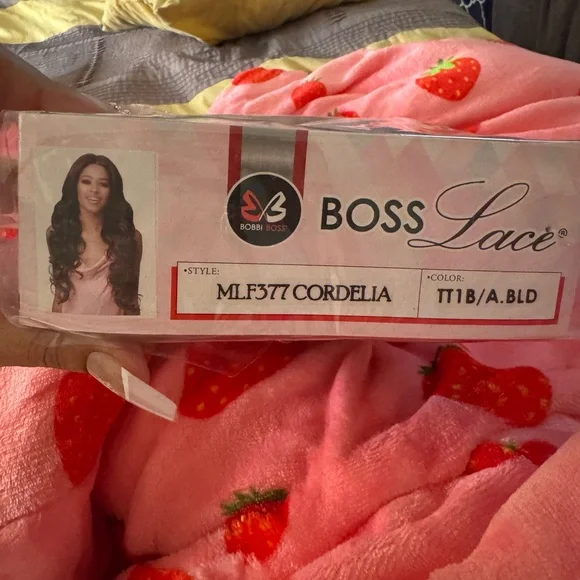 BOBBI BOSS
BOSS Lace®
•STYLE:
MLF377 CORDELIA
•COLOR:
TT1B/A.BLD